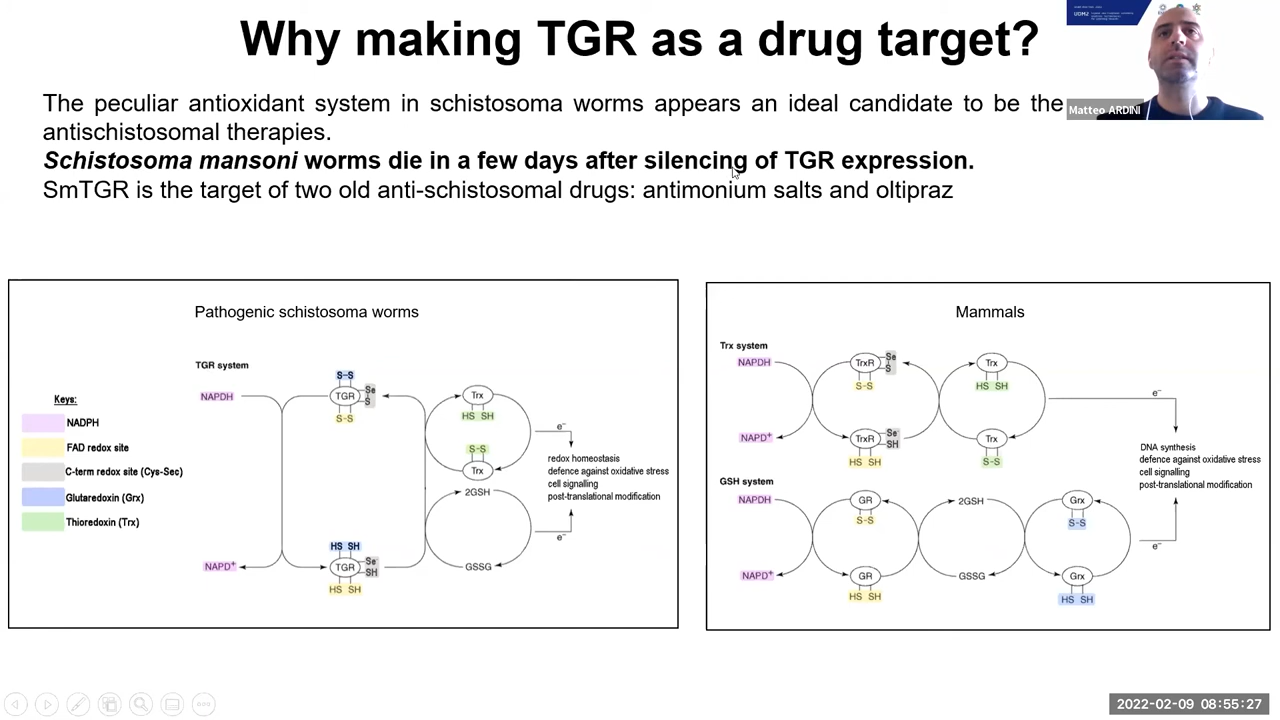 Why making TGR as a drug target?
UDMJ
Matteo ARDINI
The peculiar antioxidant system in schistosoma worms appears an ideal candidate to be the
antischistosomal therapies.
Schistosoma mansoni worms die in a few days after silencing of TGR expression.
SmTGR is the target of two old anti-schistosomal drugs: antimonium salts and oltipraz
Pathogenic schistosoma worms
TGR system
Keys:
NADPH
FAD redox site
C-term redox site (Cys-Sec)
Glutaredoxin (Grx)
Thioredoxin (Trx)
NAPDH
NAPD+
S-S
TGR
Se
S
S-S
HS SH
TGR
Se
SH
HS SH
Trx
HS SH
S-S
Trx
2GSH
GSSG
e-
e-
redox homeostasis
defence against oxidative stress
cell signalling
post-translational modification
Mammals
Trx system
NAPDH
TrxR
Se
S
S-S
Trx
HS SH
e-
NAPD+
TrxR
Se-
SH
HS SH
Trx
S-S
DNA synthesis
defence against oxidative stress
cell signalling
post-translational modification
GSH system
NAPDH
GR
S-S
2GSH
Grx
S-S
e-
NAPD+
GR
HS SH
GSSG
Grx
HS SH
2022-02-09 08:55:27